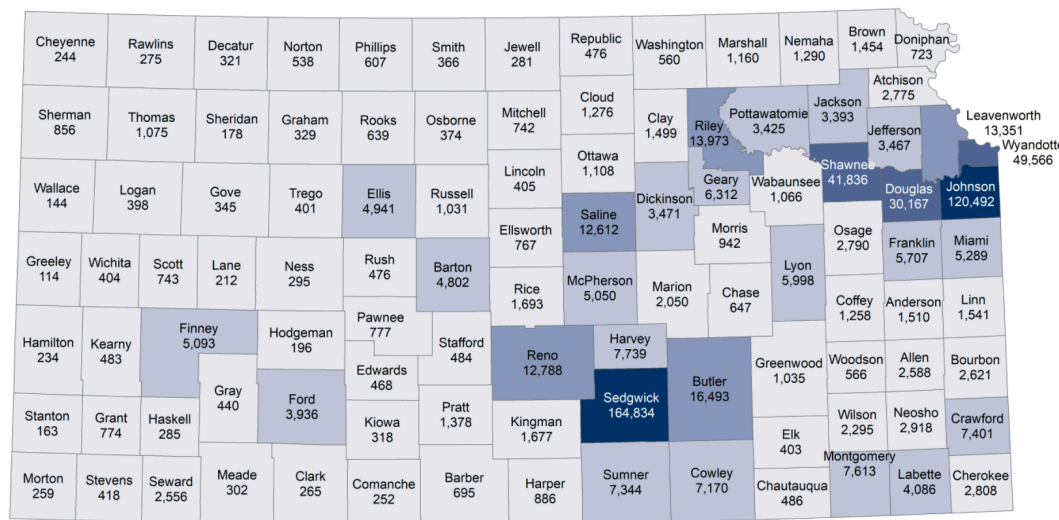 Cheyenne
244
Rawlins
275
Decatur
321
Norton
538
Phillips
607
Smith
366
Jewell
281
Republic
476
Washington
560
Marshall
1,160
Nemaha
1,290
Brown
1,454
Doniphan
723
Atchison
2,775
Sherman
856
Thomas
1,075
Sheridan
178
Graham
329
Rooks
639
Osborne
374
Mitchell
742
Cloud
1,276
Clay
1,499
Riley
13,973
Pottawatomie
3,425
Jackson
3,393
Jefferson
3,467
Leavenworth
13,351
Wyandotte
49,566
Wallace
144
Logan
398
Gove
345
Trego
401
Ellis
4,941
Russell
1,031
Lincoln
405
Ottawa
1,108
Saline
12,612
Dickinson
3,471
Geary
6,312
Wabaunsee
1,066
Shawnee
41,836
Douglas
30,167
Johnson
120,492
Greeley
114
Wichita
404
Scott
743
Lane
212
Ness
295
Rush
476
Barton
4,802
Ellsworth
767
Rice
1,693
McPherson
5,050
Marion
2,050
Morris
942
Chase
647
Lyon
5,998
Osage
2,790
Franklin
5,707
Miami
5,289
Coffey
1,258
Anderson
1,510
Linn
1,541
Hamilton
234
Kearny
483
Finney
5,093
Hodgeman
196
Pawnee
777
Stafford
484
Edwards
468
Gray
440
Ford
3,936
Reno
12,788
Harvey
7,739
Sedgwick
164,834
Butler
16,493
Greenwood
1,035
Woodson
566
Allen
2,588
Bourbon
2,621
Stanton
163
Grant
774
Haskell
285
Kiowa
318
Pratt
1,378
Kingman
1,677
Elk
403
Wilson
2,295
Neosho
2,918
Crawford
7,401
Morton
259
Stevens
418
Seward
2,556
Meade
302
Clark
265
Comanche
252
Barber
695
Harper
886
Sumner
7,344
Cowley
7,170
Chautauqua
486
Montgomery
7,613
Labette
4,086
Cherokee
2,808